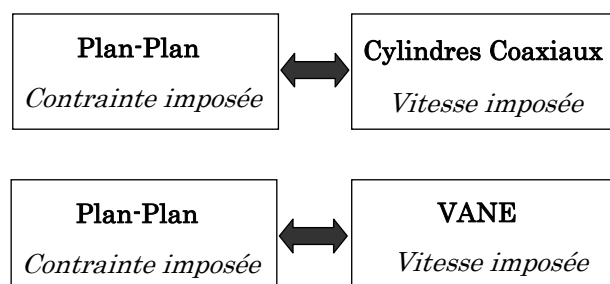 Plan-Plan
Contrainte imposée
Cylindres Coaxiaux
Vitesse imposée
Plan-Plan
Contrainte imposée
VANE
Vitesse imposée